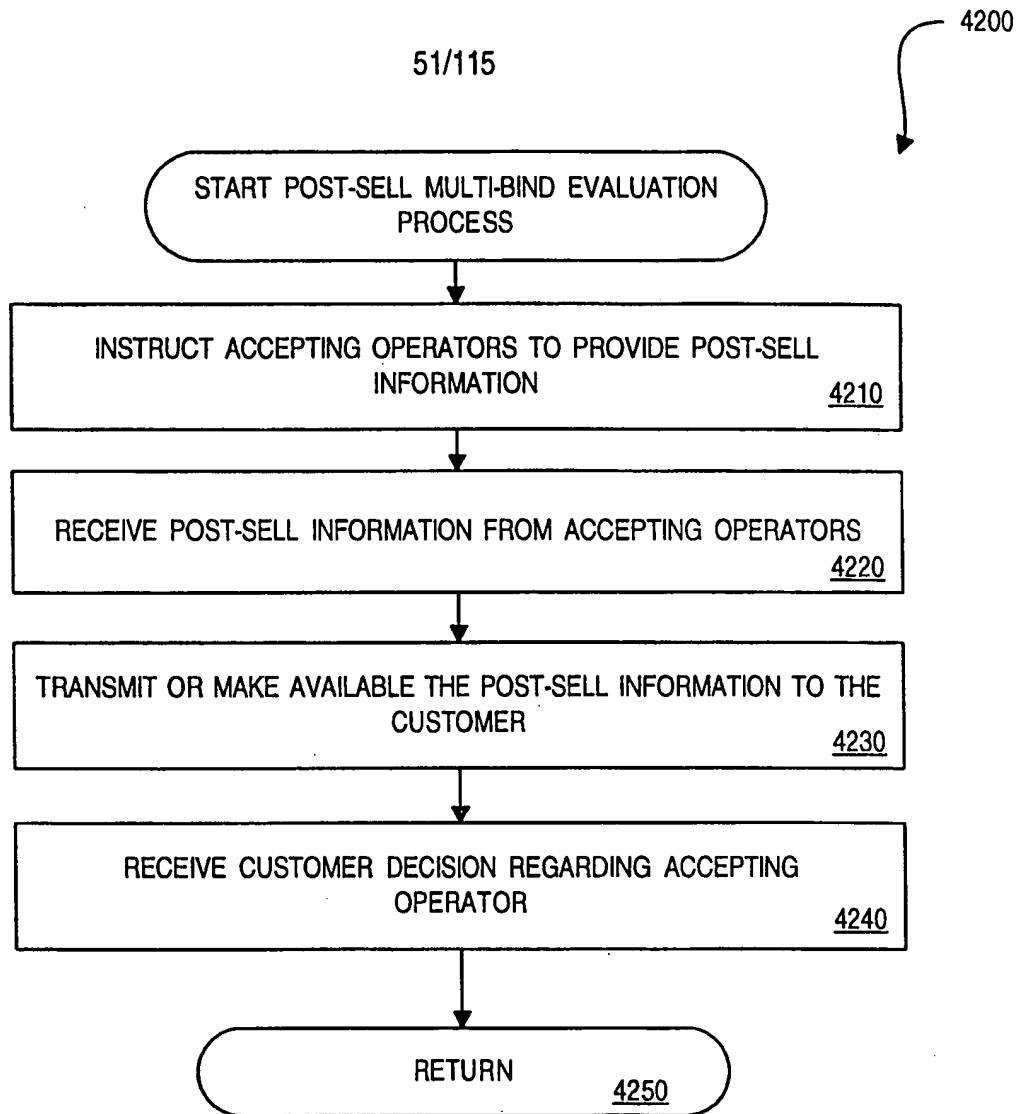 4200
51/115
START POST-SELL MULTI-BIND EVALUATION
PROCESS
INSTRUCT ACCEPTING OPERATORS TO PROVIDE POST-SELL
INFORMATION
4210
RECEIVE POST-SELL INFORMATION FROM ACCEPTING OPERATORS
4220
TRANSMIT OR MAKE AVAILABLE THE POST-SELL INFORMATION TO THE
CUSTOMER
4230
RECEIVE CUSTOMER DECISION REGARDING ACCEPTING
OPERATOR
4240
RETURN
4250